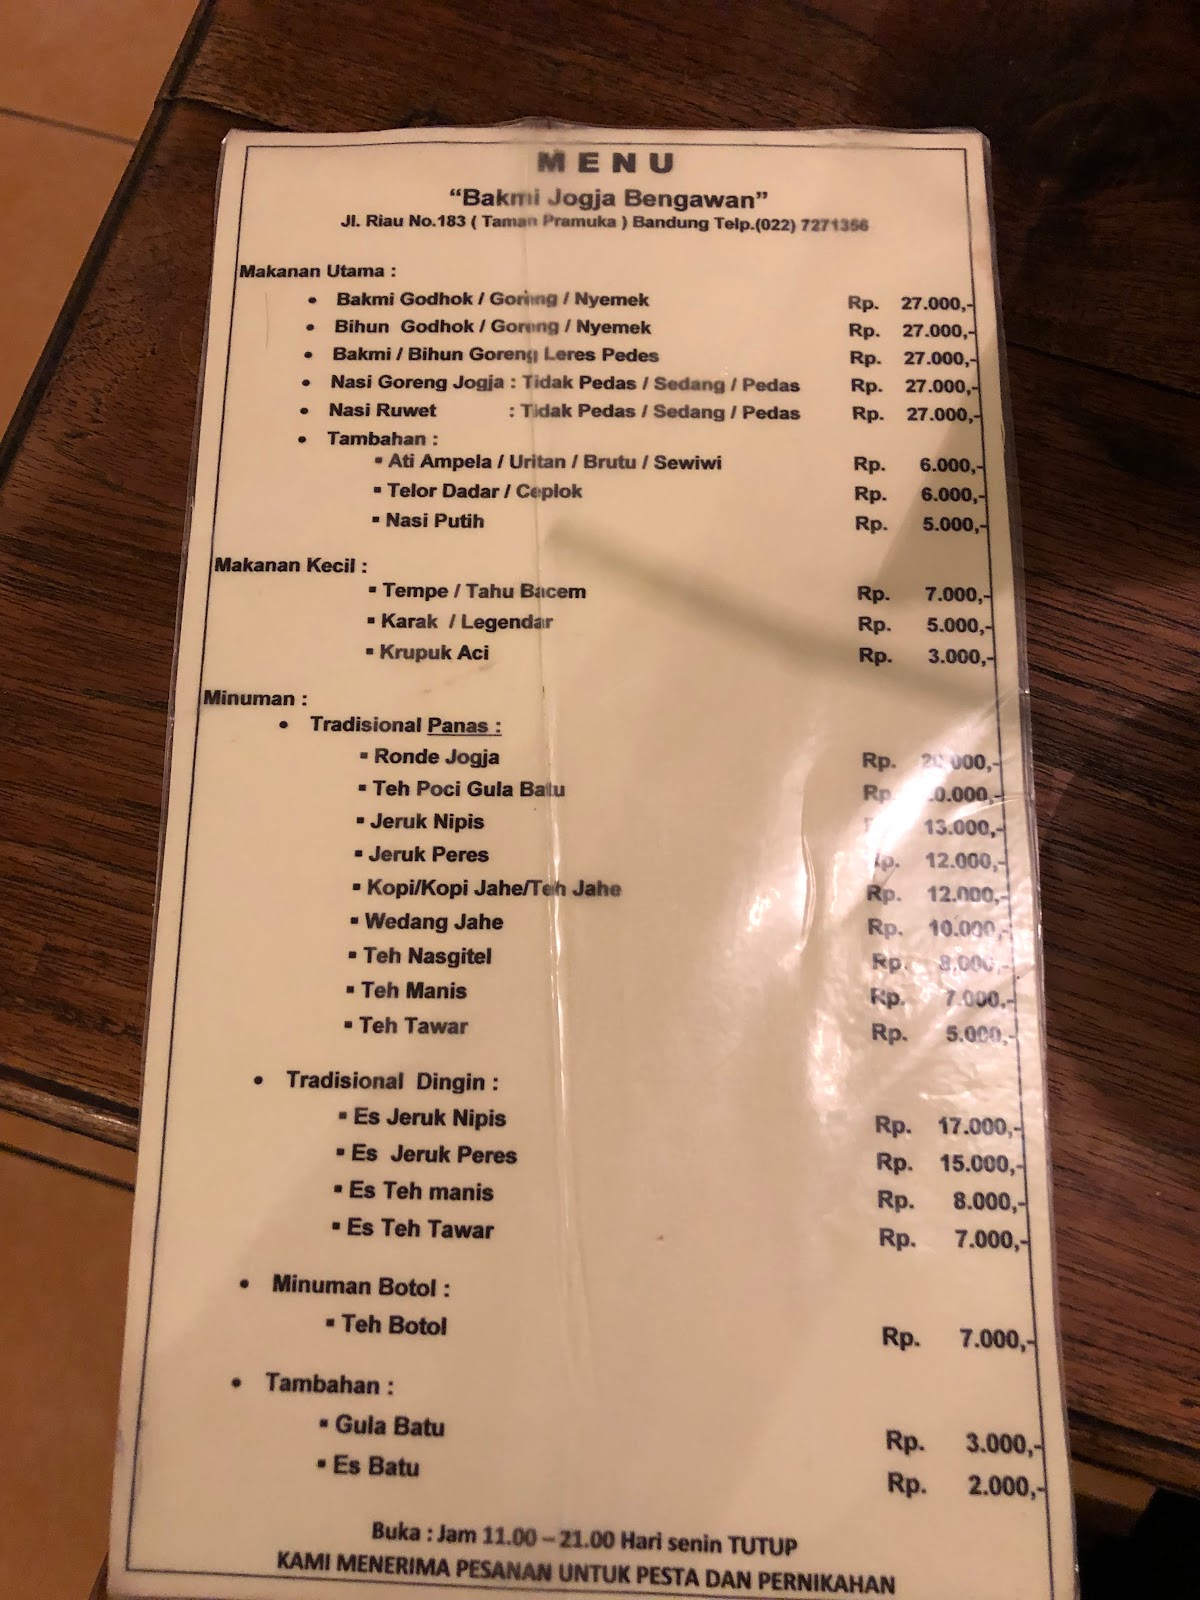 MENU
“Bakmi Jogja Bengawan”
Jl. Riau No.183 ( Taman Pramuka ) Bandung Telp.(022) 7271356
Makanan Utama :
• Bakmi Godhok / Goreng / Nyemek Rp. 27.000,-
• Bihun Godhok / Goreng / Nyemek Rp. 27.000,-
• Bakmi / Bihun Goreng Leres Pedes Rp. 27.000,-
• Nasi Goreng Jogja : Tidak Pedas / Sedang / Pedas Rp. 27.000,-
• Nasi Ruwet : Tidak Pedas / Sedang / Pedas Rp. 27.000,-
• Tambahan :
▪ Ati Ampela / Uritan / Brutu / Sewiwi Rp. 6.000,-
▪ Telor Dadar / Ceplok Rp. 6.000,-
▪ Nasi Putih Rp. 5.000,-
Makanan Kecil :
▪ Tempe / Tahu Bacem Rp. 7.000,-
▪ Karak / Legendar Rp. 5.000,-
▪ Krupuk Aci Rp. 3.000,-
Minuman :
• Tradisional Panas :
▪ Ronde Jogja Rp.
▪ Teh Poci Gula Batu Rp.
▪ Jeruk Nipis 13.000,-
▪ Jeruk Peres Rp. 12.000,-
▪ Kopi/Kopi Jahe/Teh Jahe Rp. 12.000,-
▪ Wedang Jahe Rp. 10.000,-
▪ Teh Nasgitel Rp. 8.000,-
▪ Teh Manis Rp. 7.000,-
▪ Teh Tawar Rp. 5.000,-
• Tradisional Dingin :
▪ Es Jeruk Nipis Rp. 17.000,-
▪ Es Jeruk Peres Rp. 15.000,-
▪ Es Teh manis Rp. 8.000,-
▪ Es Teh Tawar Rp. 7.000,-
• Minuman Botol :
▪ Teh Botol Rp. 7.000,-
• Tambahan :
▪ Gula Batu Rp. 3.000,-
▪ Es Batu Rp. 2.000,-
Buka : Jam 11.00 – 21.00 Hari senin TUTUP
KAMI MENERIMA PESANAN UNTUK PESTA DAN PERNIKAHAN